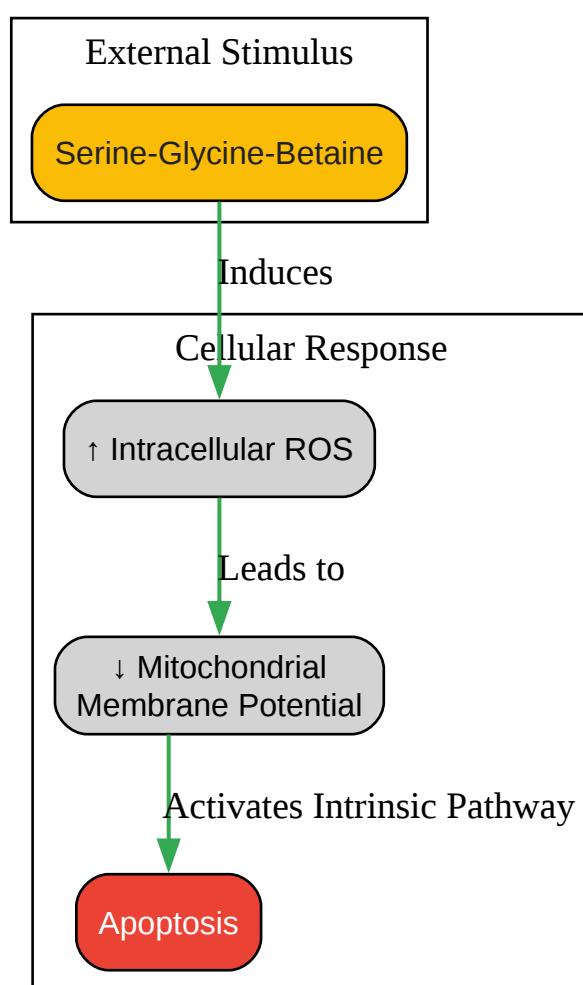 External Stimulus
Serine-Glycine-Betaine
Induces
Cellular Response
↑ Intracellular ROS
Leads to
↓ Mitochondrial
Membrane Potential
Activates Intrinsic Pathway
Apoptosis